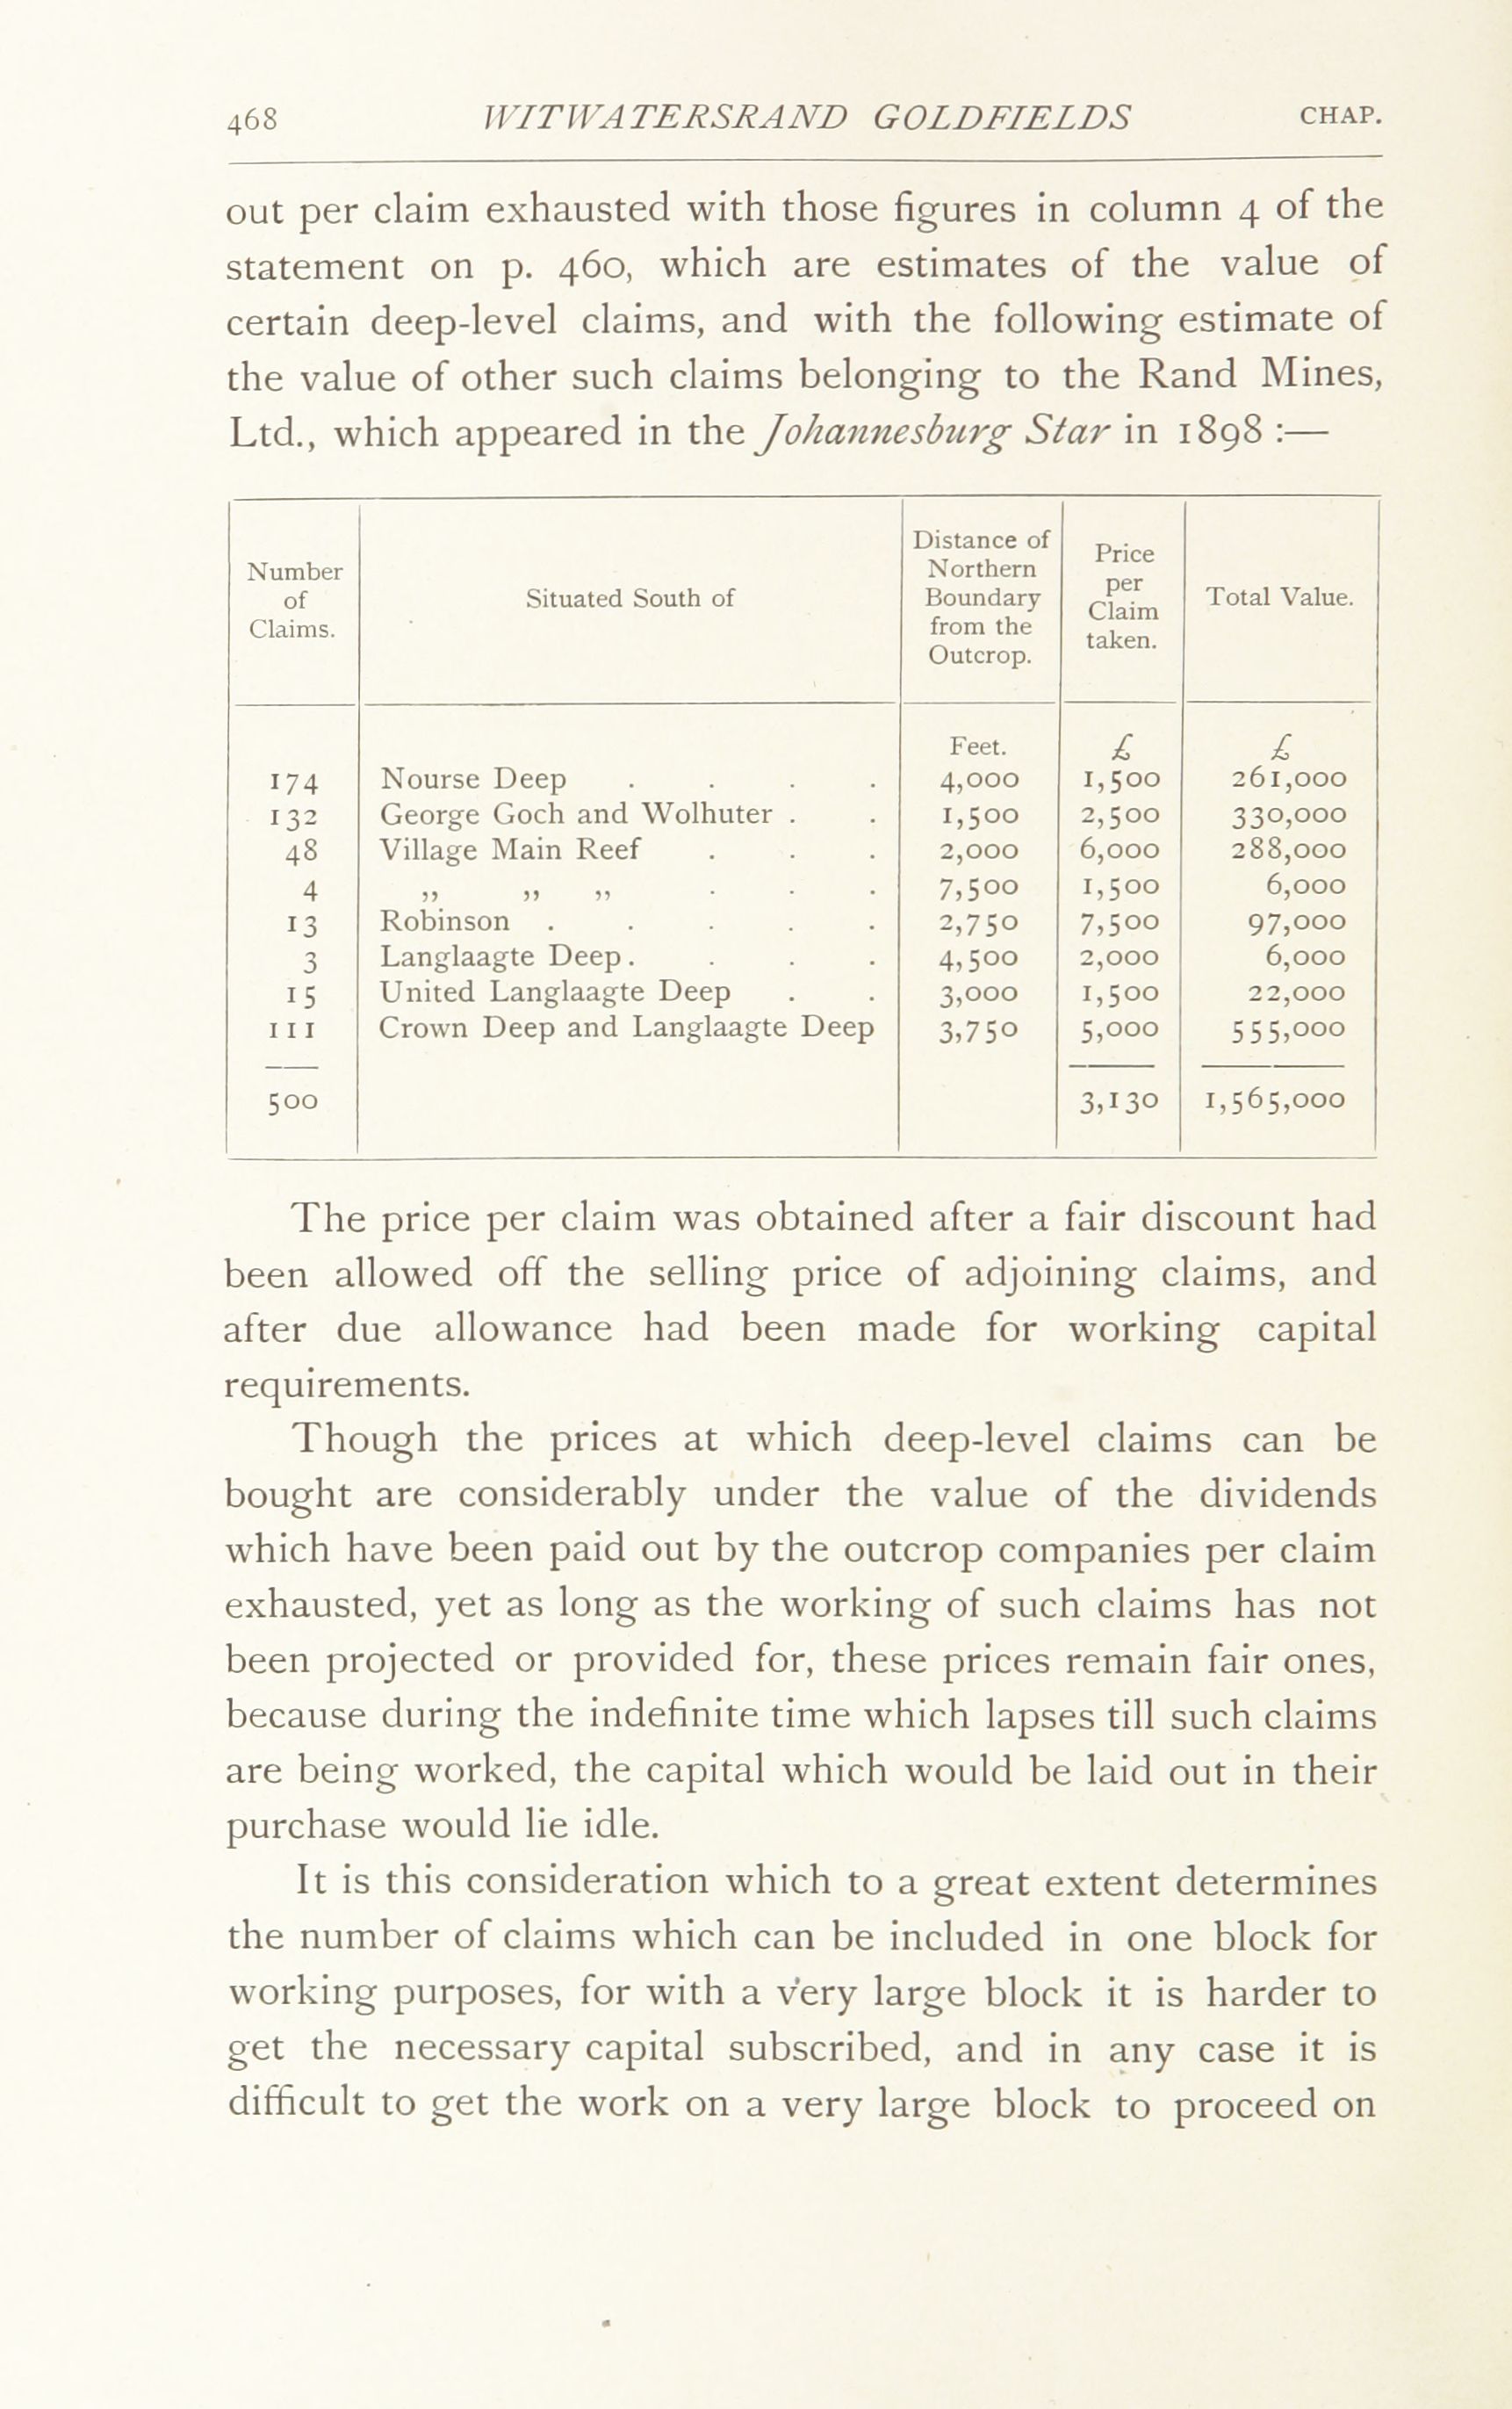 468 WITWATERSRAND GOLDFIELDS CHAP.
out per claim exhausted with those figures in column 4 of the
statement on p. 460, which are estimates of the value of
certain deep-level claims, and with the following estimate of
the value of other such claims belonging to the Rand Mines,
Ltd., which appeared in the Johannesburg Star in 1898 :—
Number of Claims. Situated South of Distance of Northern Boundary from the Outcrop. Price per Claim taken. Total Value.
Feet. £ £
174 Nourse Deep . . . . 4,000 1,500 261,000
132 George Goch and Wolhuter . . 1,500 2,500 330,000
48 Village Main Reef . . . 2,000 6,000 288,000
4 ,, ,, ,, . . . 7,500 1,500 6,000
13 Robinson . . . . . 2,750 7,500 97,000
3 Langlaagte Deep . . . . 4,500 2,000 6,000
15 United Langlaagte Deep . . 3,000 1,500 22,000
111 Crown Deep and Langlaagte Deep 3,750 5,000 555,000
500 3,130 1,565,000
The price per claim was obtained after a fair discount had
been allowed off the selling price of adjoining claims, and
after due allowance had been made for working capital
requirements.
Though the prices at which deep-level claims can be
bought are considerably under the value of the dividends
which have been paid out by the outcrop companies per claim
exhausted, yet as long as the working of such claims has not
been projected or provided for, these prices remain fair ones,
because during the indefinite time which lapses till such claims
are being worked, the capital which would be laid out in their
purchase would lie idle.
It is this consideration which to a great extent determines
the number of claims which can be included in one block for
working purposes, for with a very large block it is harder to
get the necessary capital subscribed, and in any case it is
difficult to get the work on a very large block to proceed on